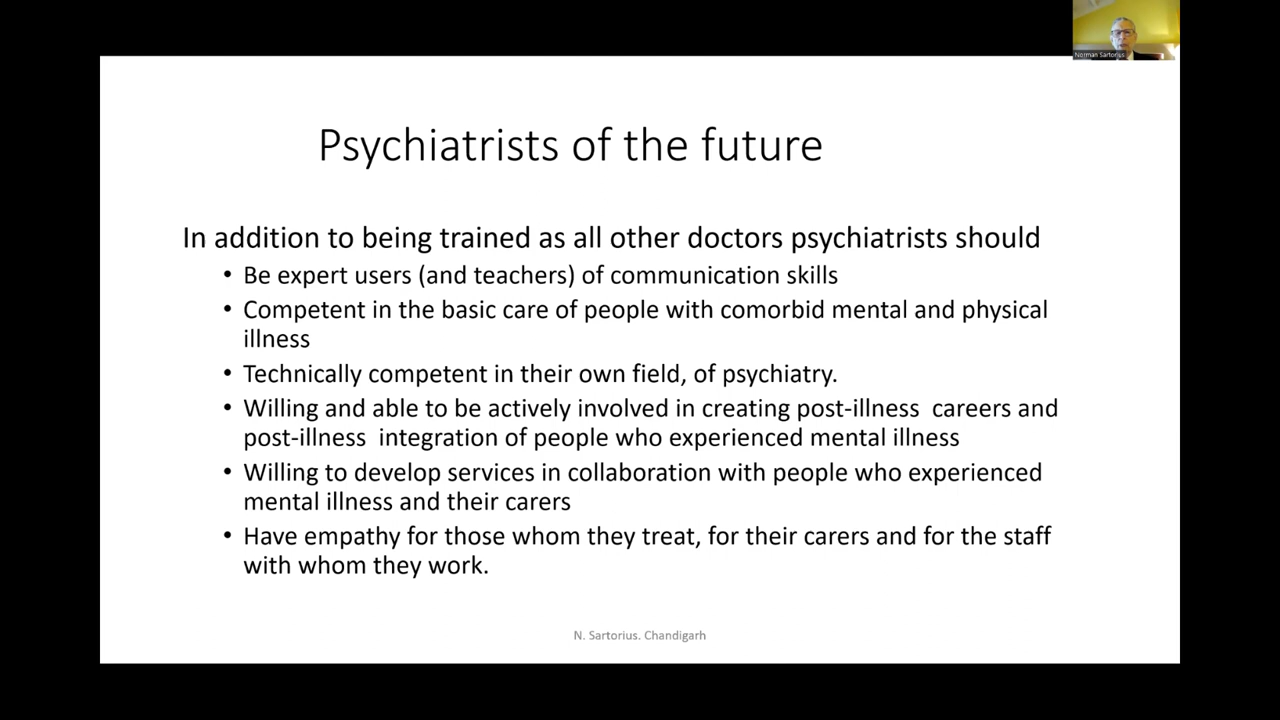 Norman Sartorius
Psychiatrists of the future
In addition to being trained as all other doctors psychiatrists should
• Be expert users (and teachers) of communication skills
• Competent in the basic care of people with comorbid mental and physical
illness
• Technically competent in their own field, of psychiatry.
• Willing and able to be actively involved in creating post-illness  careers and
post-illness  integration of people who experienced mental illness
• Willing to develop services in collaboration with people who experienced
mental illness and their carers
• Have empathy for those whom they treat, for their carers and for the staff
with whom they work.
N. Sartorius. Chandigarh